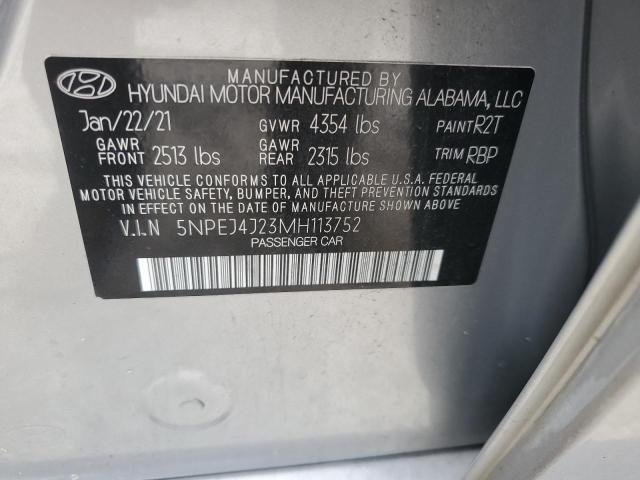 MANUFACTURED BY
HYUNDAI MOTOR MANUFACTURING ALABAMA, LLC
Jan/22/21 GVWR 4354 lbs PAINT R2T
GAWR FRONT 2513 lbs GAWR REAR 2315 lbs TRIM RBP
THIS VEHICLE CONFORMS TO ALL APPLICABLE U.S.A. FEDERAL
MOTOR VEHICLE SAFETY, BUMPER, AND THEFT PREVENTION STANDARDS
IN EFFECT ON THE DATE OF MANUFACTURE SHOWN ABOVE.
V.I.N 5NPEJ4J23MH113752
PASSENGER CAR